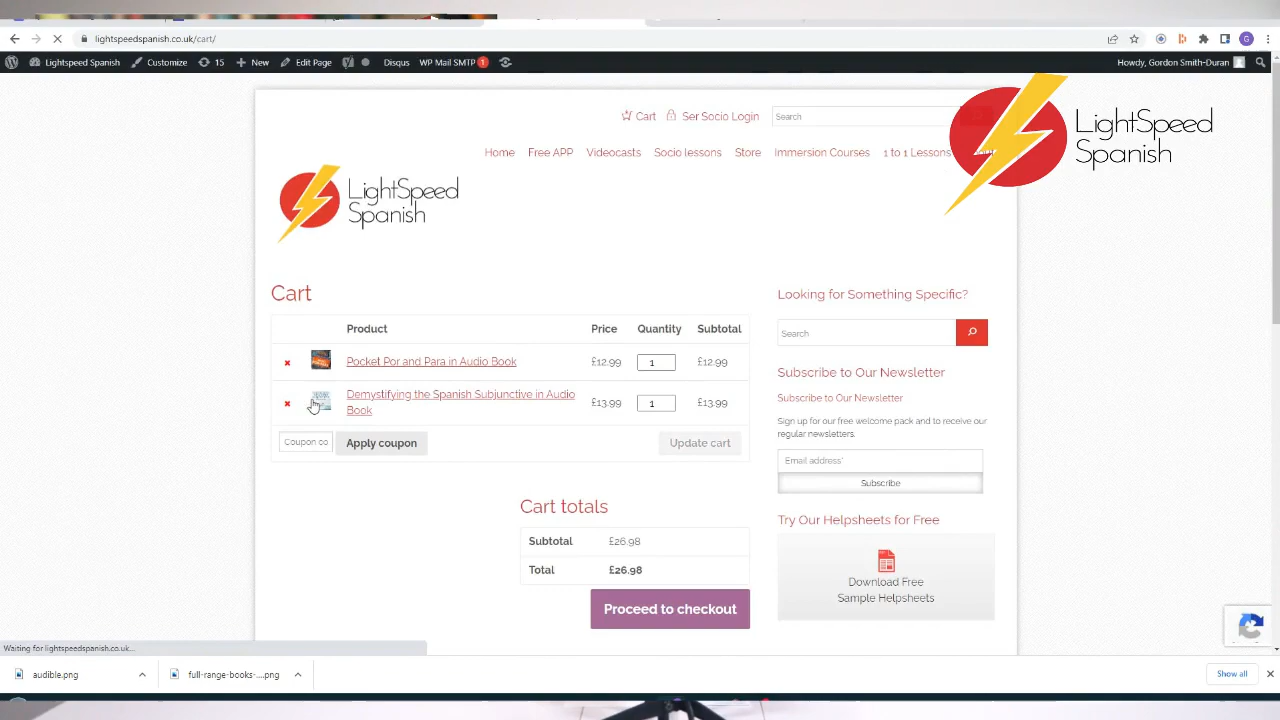 lightspeedspanish.co.uk/cart/
LightSpeed Spanish
Customize
15
New
Edit Page
Disqus
WP Mail SMTP 1
Howdy, Gordon Smith-Duran
Cart
Ser Socio Login
Search
Home
Free APP
Videocasts
Socio lessons
Store
Immersion Courses
1 to 1 Lessons
LightSpeed
Spanish
LightSpeed
Spanish
Cart
Product Price Quantity Subtotal
Pocket Por and Para in Audio Book £12.99 1 £12.99
Demystifying the Spanish Subjunctive in Audio
Book £13.99 1 £13.99
Coupon co
Apply coupon
Update cart
Cart totals
Subtotal £26.98
Total £26.98
Proceed to checkout
Looking for Something Specific?
Search
Subscribe to Our Newsletter
Subscribe to Our Newsletter
Sign up for our free welcome pack and to receive our
regular newsletters.
Email address*
Subscribe
Try Our Helpsheets for Free
Download Free
Sample Helpsheets
Waiting for lightspeedspanish.co.uk...
audible.png
full-range-books-....png
Show all